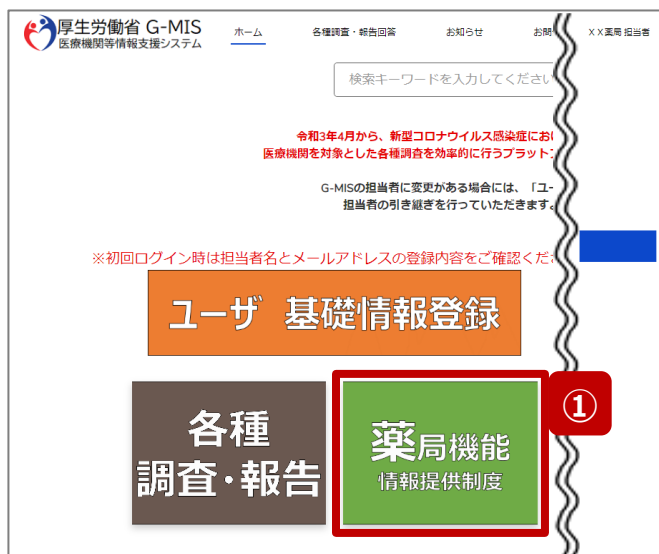 厚生労働省 G-MIS
医療機関等情報支援システム
ホーム 各種調査・報告回答 お知らせ お問 XX薬局 担当者
検索キーワードを入力してください
令和3年4月から、新型コロナウイルス感染症にお
医療機関を対象とした各種調査を効率的に行うプラット
G-MISの担当者に変更がある場合には、「ユー
担当者の引き継ぎを行っていただきます。
※初回ログイン時は担当者名とメールアドレスの登録内容をご確認くだ
ユーザ 基礎情報登録
各種
調査・報告
薬局機能
情報提供制度
①